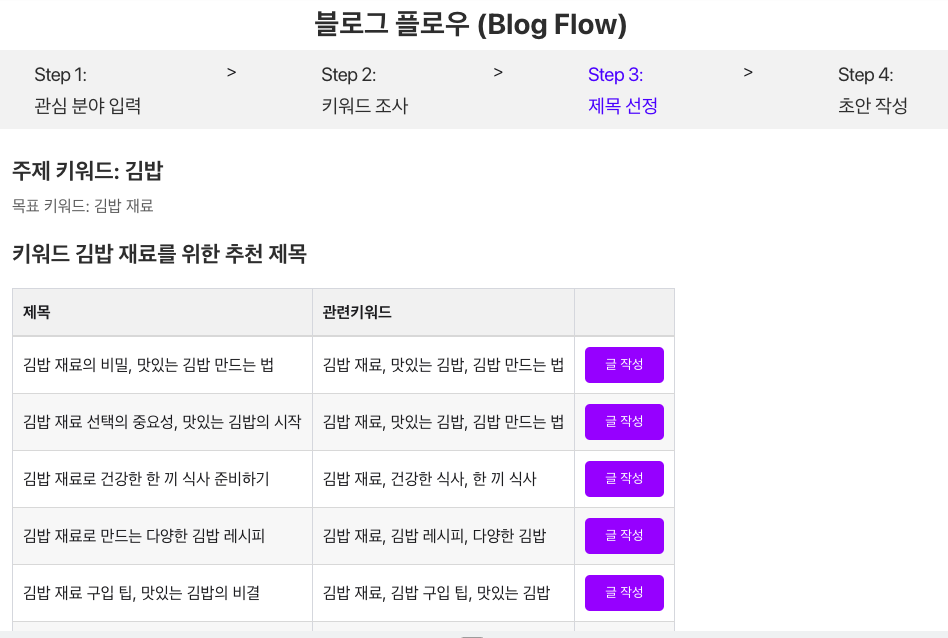 블로그 플로우 (Blog Flow)
Step 1: > Step 2: > Step 3: > Step 4:
관심 분야 입력 키워드 조사 제목 선정 초안 작성
주제 키워드: 김밥
목표 키워드: 김밥 재료
키워드 김밥 재료를 위한 추천 제목
제목 관련키워드
김밥 재료의 비밀, 맛있는 김밥 만드는 법 김밥 재료, 맛있는 김밥, 김밥 만드는 법 글 작성
김밥 재료 선택의 중요성, 맛있는 김밥의 시작 김밥 재료, 맛있는 김밥, 김밥 만드는 법 글 작성
김밥 재료로 건강한 한 끼 식사 준비하기 김밥 재료, 건강한 식사, 한 끼 식사 글 작성
김밥 재료로 만드는 다양한 김밥 레시피 김밥 재료, 김밥 레시피, 다양한 김밥 글 작성
김밥 재료 구입 팁, 맛있는 김밥의 비결 김밥 재료, 김밥 구입 팁, 맛있는 김밥 글 작성